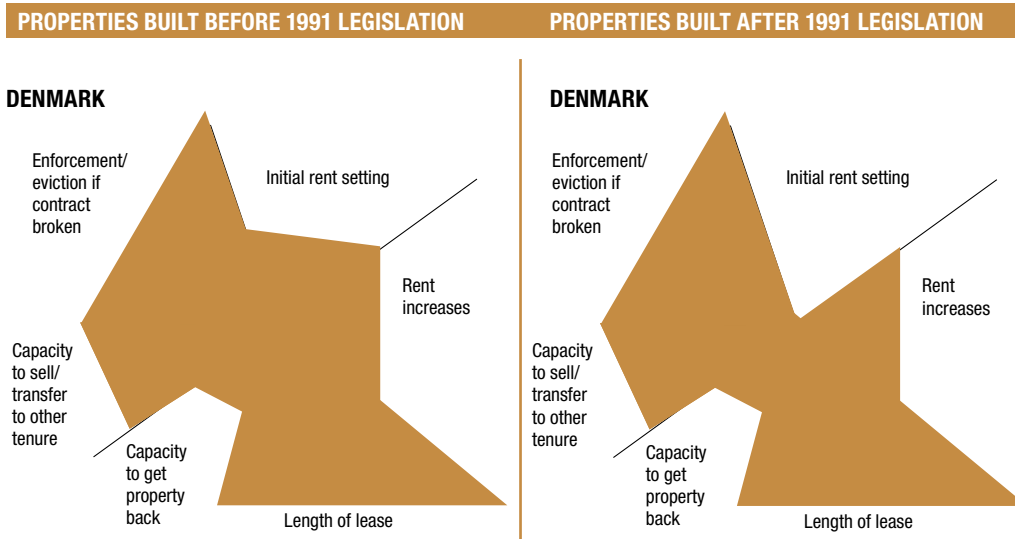 PROPERTIES BUILT BEFORE 1991 LEGISLATION
DENMARK
Enforcement/
eviction if
contract
broken
Initial rent setting
Rent
increases
Capacity
to sell/
transfer
to other
tenure
Capacity
to get
property
back
Length of lease
PROPERTIES BUILT AFTER 1991 LEGISLATION
DENMARK
Enforcement/
eviction if
contract
broken
Initial rent setting
Rent
increases
Capacity
to sell/
transfer
to other
tenure
Capacity
to get
property
back
Length of lease